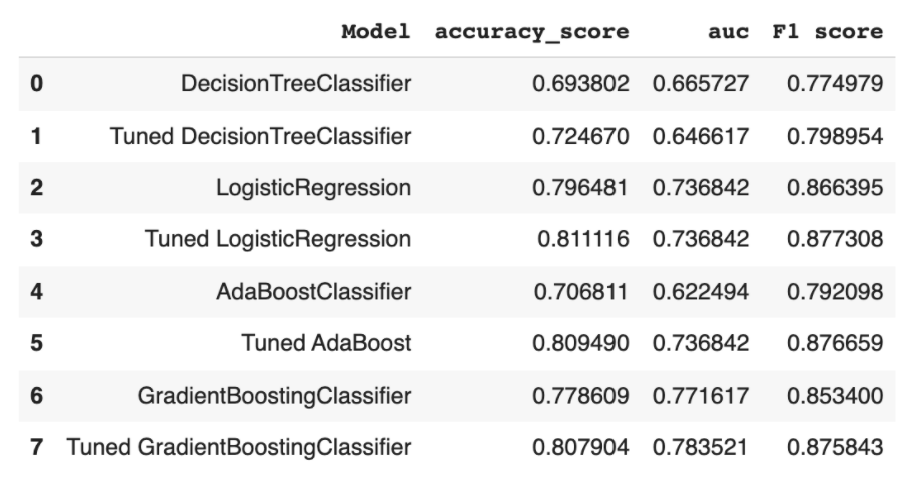 Model accuracy_score auc F1 score
0 DecisionTreeClassifier 0.693802 0.665727 0.774979
1 Tuned DecisionTreeClassifier 0.724670 0.646617 0.798954
2 LogisticRegression 0.796481 0.736842 0.866395
3 Tuned LogisticRegression 0.811116 0.736842 0.877308
4 AdaBoostClassifier 0.706811 0.622494 0.792098
5 Tuned AdaBoost 0.809490 0.736842 0.876659
6 GradientBoostingClassifier 0.778609 0.771617 0.853400
7 Tuned GradientBoostingClassifier 0.807904 0.783521 0.875843